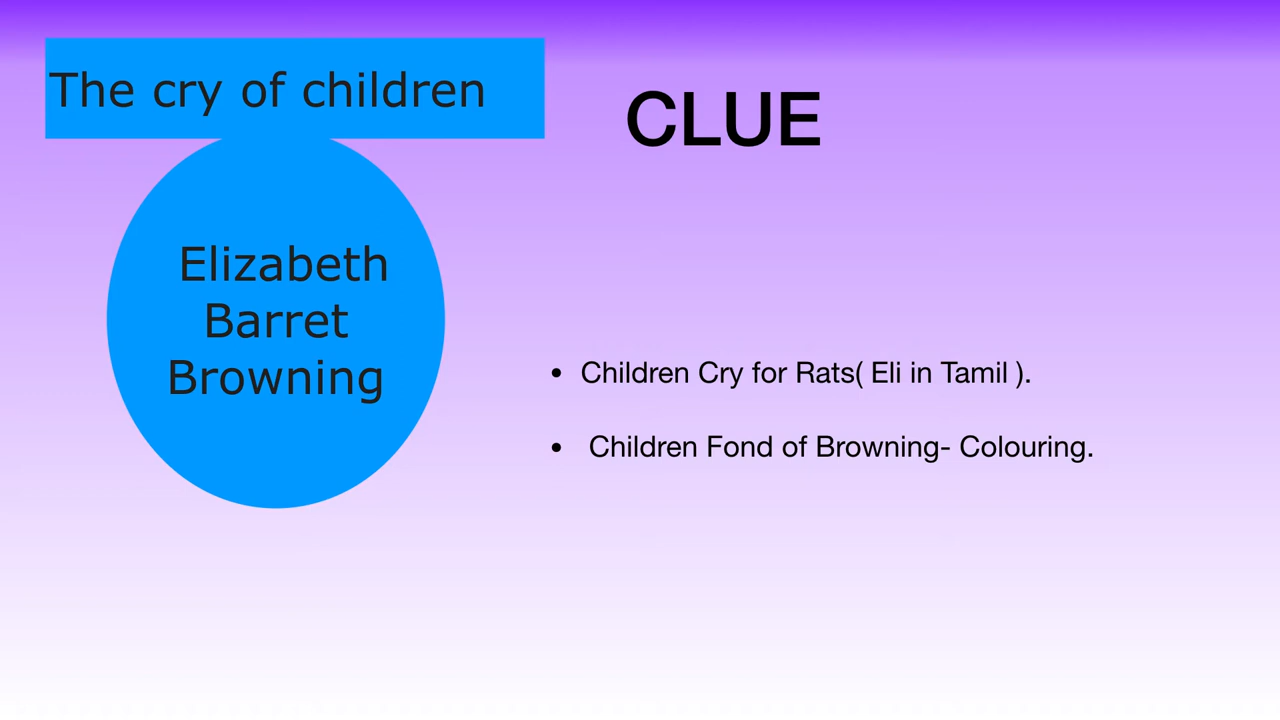 The cry of children
Elizabeth
Barret
Browning
CLUE
• Children Cry for Rats( Eli in Tamil ).
• Children Fond of Browning- Colouring.